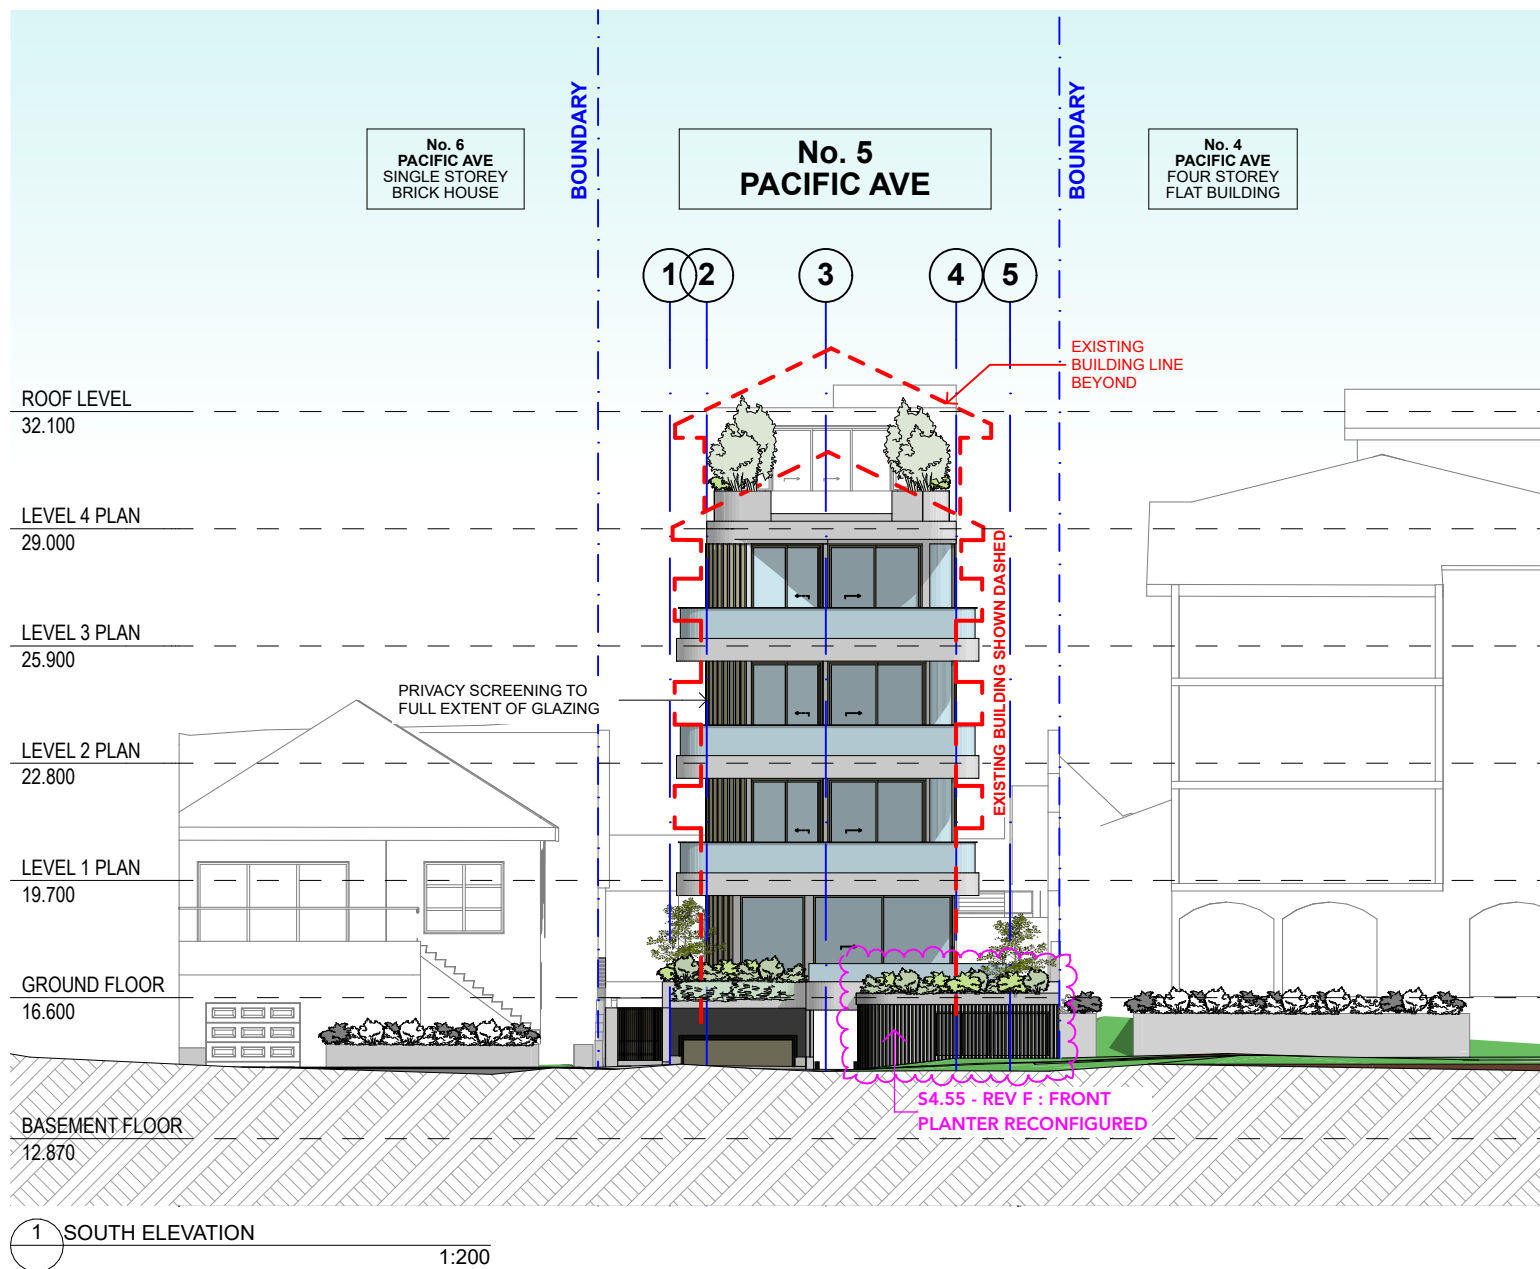 BOUNDARY
BOUNDARY
No. 6
PACIFIC AVE
SINGLE STOREY
BRICK HOUSE
No. 5
PACIFIC AVE
No. 4
PACIFIC AVE
FOUR STOREY
FLAT BUILDING
1
2
3
4
5
EXISTING
BUILDING LINE
BEYOND
ROOF LEVEL
32.100
LEVEL 4 PLAN
29.000
EXISTING BUILDING SHOWN DASHED
LEVEL 3 PLAN
25.900
PRIVACY SCREENING TO
FULL EXTENT OF GLAZING
LEVEL 2 PLAN
22.800
LEVEL 1 PLAN
19.700
GROUND FLOOR
16.600
S4.55 - REV F : FRONT
PLANTER RECONFIGURED
BASEMENT FLOOR
12.870
1
SOUTH ELEVATION
1:200